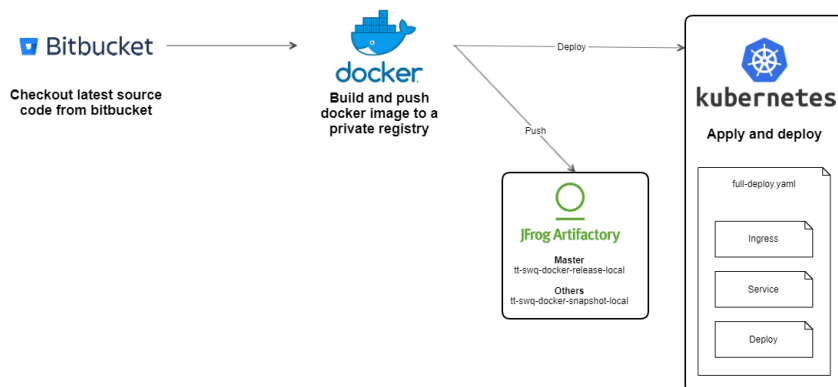 Bitbucket
Checkout latest source
code from bitbucket
docker
Build and push
docker image to a
private registry
Deploy
Push
JFrog Artifactory
Master
tt-swq-docker-release-local
Others
tt-swq-docker-snapshot-local
kubernetes
Apply and deploy
full-deploy.yaml
Ingress
Service
Deploy